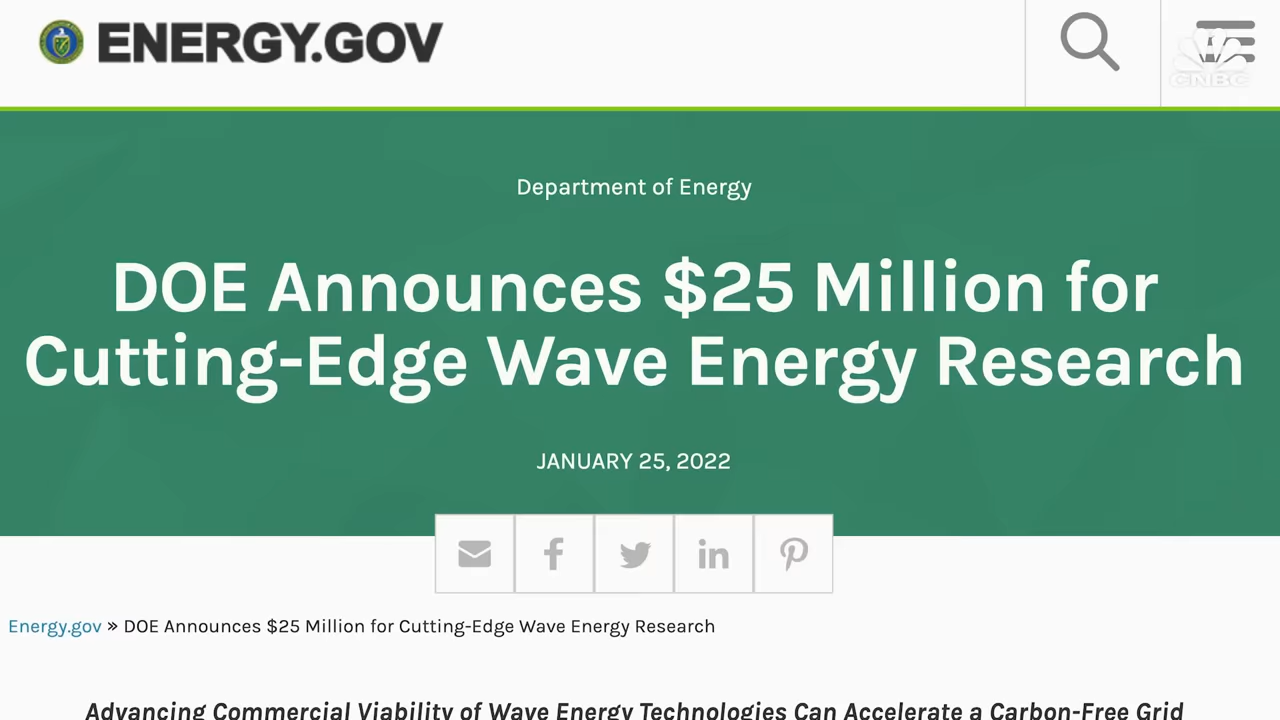 ENERGY.GOV
CNBC
Department of Energy
DOE Announces $25 Million for
Cutting-Edge Wave Energy Research
JANUARY 25, 2022
Energy.gov » DOE Announces $25 Million for Cutting-Edge Wave Energy Research
Advancing Commercial Viability of Wave Energy Technologies Can Accelerate a Carbon-Free Grid